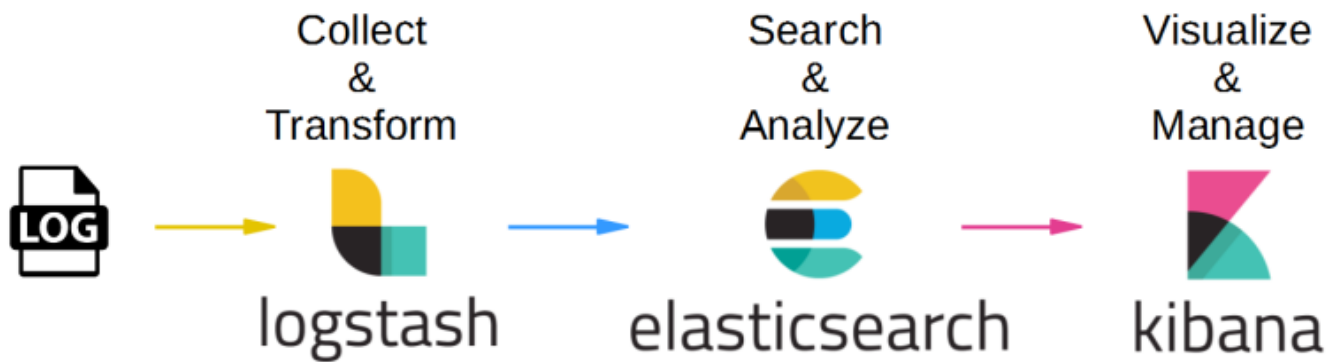 Collect
&
Transform
Search
&
Analyze
Visualize
&
Manage
LOG
logstash
elasticsearch
kibana